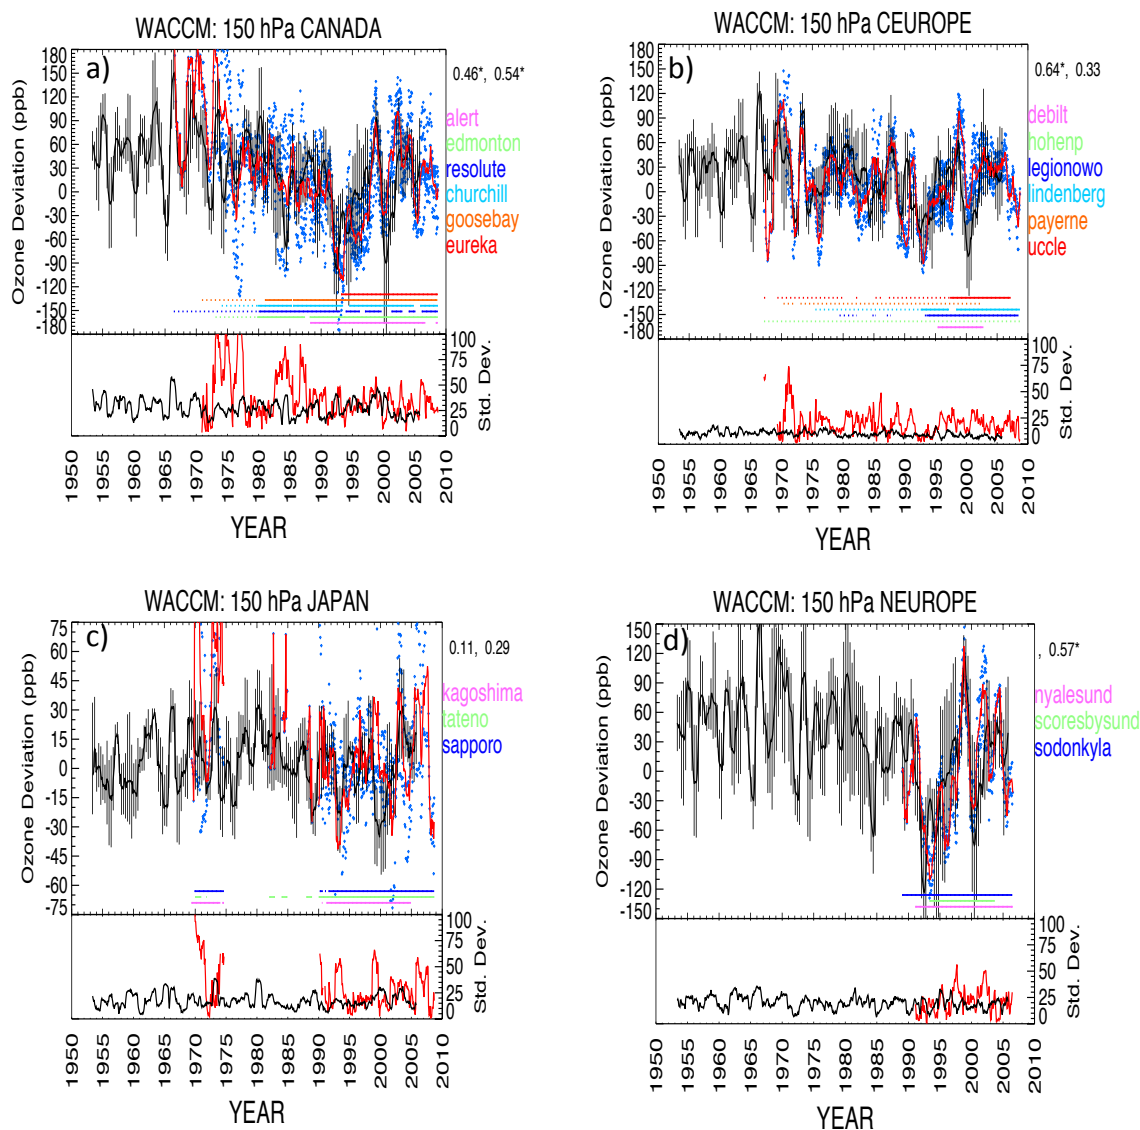 WACCM: 150 hPa CANADA
a)
0.46*, 0.54*
Ozone Deviation (ppb)
180
150
120
90
60
30
0
-30
-60
-90
-120
-150
-180
alert
edmonton
resolute
churchill
goosebay
eureka
100
75
50
25
0
Std. Dev.
1950 1955 1960 1965 1970 1975 1980 1985 1990 1995 2000 2005 2010
YEAR
WACCM: 150 hPa CEUROPE
b)
0.64*, 0.33
Ozone Deviation (ppb)
180
150
120
90
60
30
0
-30
-60
-90
-120
-150
-180
debilt
hohenp
legionowo
lindenberg
payerne
uccle
100
75
50
25
0
Std. Dev.
1950 1955 1960 1965 1970 1975 1980 1985 1990 1995 2000 2005 2010
YEAR
WACCM: 150 hPa JAPAN
c)
0.11, 0.29
Ozone Deviation (ppb)
75
60
45
30
15
0
-15
-30
-45
-60
-75
kagoshima
tateno
sapporo
100
75
50
25
0
Std. Dev.
1950 1955 1960 1965 1970 1975 1980 1985 1990 1995 2000 2005 2010
YEAR
WACCM: 150 hPa NEUROPE
d)
, 0.57*
Ozone Deviation (ppb)
150
120
90
60
30
0
-30
-60
-90
-120
-150
nyalesund
scoresbysund
sodonkyla
100
75
50
25
0
Std. Dev.
1950 1955 1960 1965 1970 1975 1980 1985 1990 1995 2000 2005 2010
YEAR